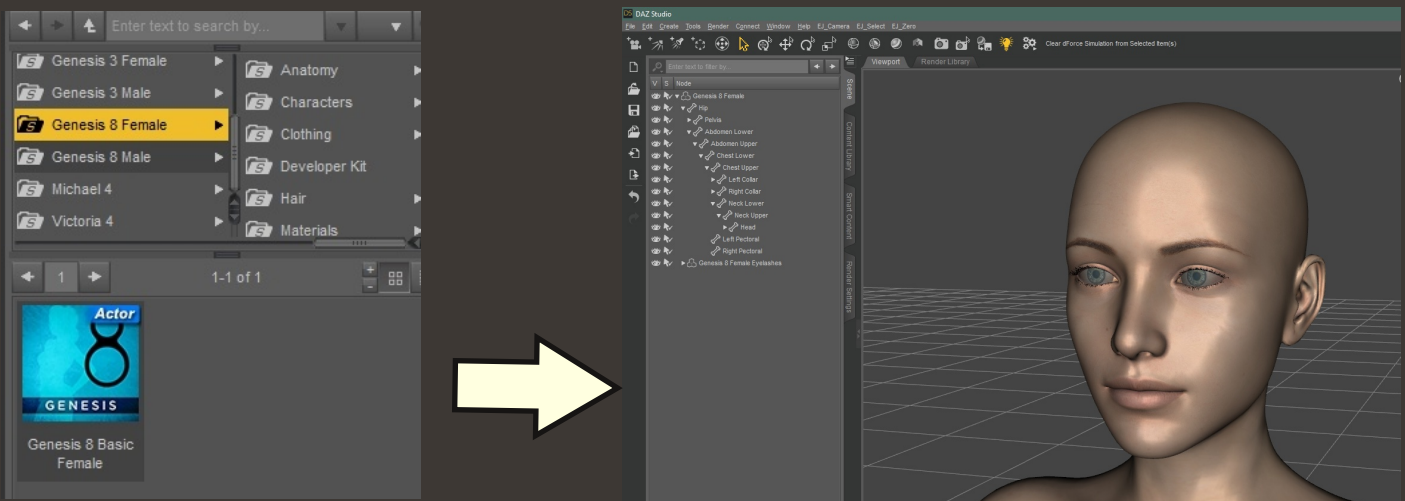 Enter text to search by...
Genesis 3 Female
Genesis 3 Male
Genesis 8 Female
Genesis 8 Male
Michael 4
Victoria 4
Anatomy
Characters
Clothing
Developer Kit
Hair
Materials
1
1-1 of 1
Actor
8
GENESIS
Genesis 8 Basic
Female
DS DAZ Studio
File Edit Create Tools Render Connect Window Help EJ_Camera EJ_Select EJ_Zero
Clear dForce Simulation from Selected Item(s)
Enter text to filter by...
V S Node
Genesis 8 Female
Hip
Pelvis
Abdomen Lower
Abdomen Upper
Chest Lower
Chest Upper
Left Collar
Right Collar
Neck Lower
Neck Upper
Head
Left Pectoral
Right Pectoral
Genesis 8 Female Eyelashes
Scene
Content Library
Smart Content
Render Settings
Viewport Render Library